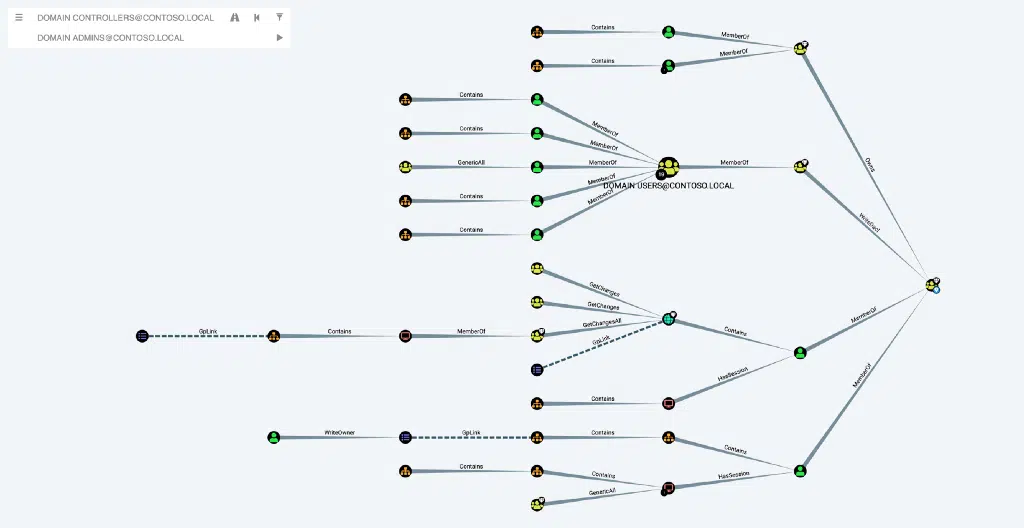 DOMAIN CONTROLLERS@CONTOSO.LOCAL
DOMAIN ADMINS@CONTOSO.LOCAL
Contains
MemberOf
Contains
MemberOf
Contains
MemberOf
Contains
MemberOf
Owns
GenericAll
MemberOf
MemberOf
DOMAIN USERS@CONTOSO.LOCAL
Contains
MemberOf
Contains
MemberOf
WriteDacl
GetChanges
GetChanges
GetChangesAll
GpLink
Contains
MemberOf
GpLink
Contains
MemberOf
HasSession
Contains
MemberOf
WriteOwner
GpLink
Contains
Contains
Contains
Contains
HasSession
GenericAll